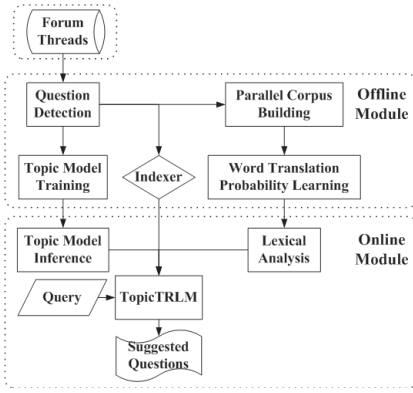 Forum
Threads
Question
Detection
Parallel Corpus
Building
Offline
Module
Topic Model
Training
Indexer
Word Translation
Probability Learning
Topic Model
Inference
Lexical
Analysis
Online
Module
Query
TopicTRLM
Suggested
Questions